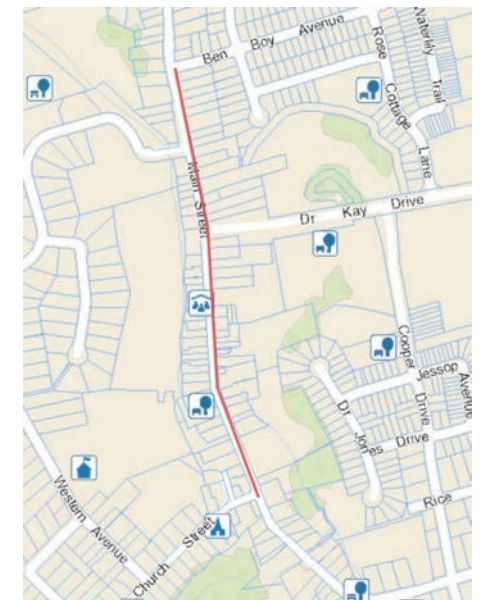 Ben Boy Avenue
Waterlily Trail
Rose Cottage Lane
Main Street
Dr Kay Drive
Cooper Drive
Jessop Avenue
Dr Jones Drive
Rice
Western Avenue
Church Street